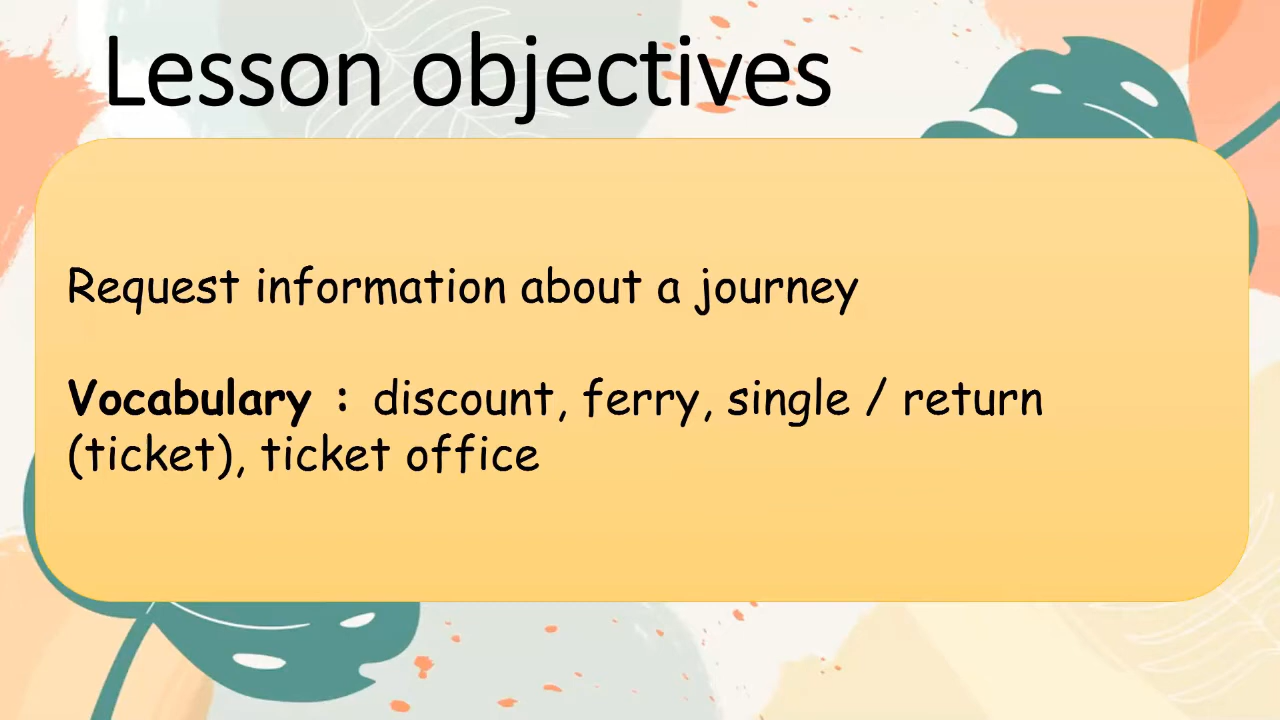 Lesson objectives
Request information about a journey
Vocabulary : discount, ferry, single / return
(ticket), ticket office